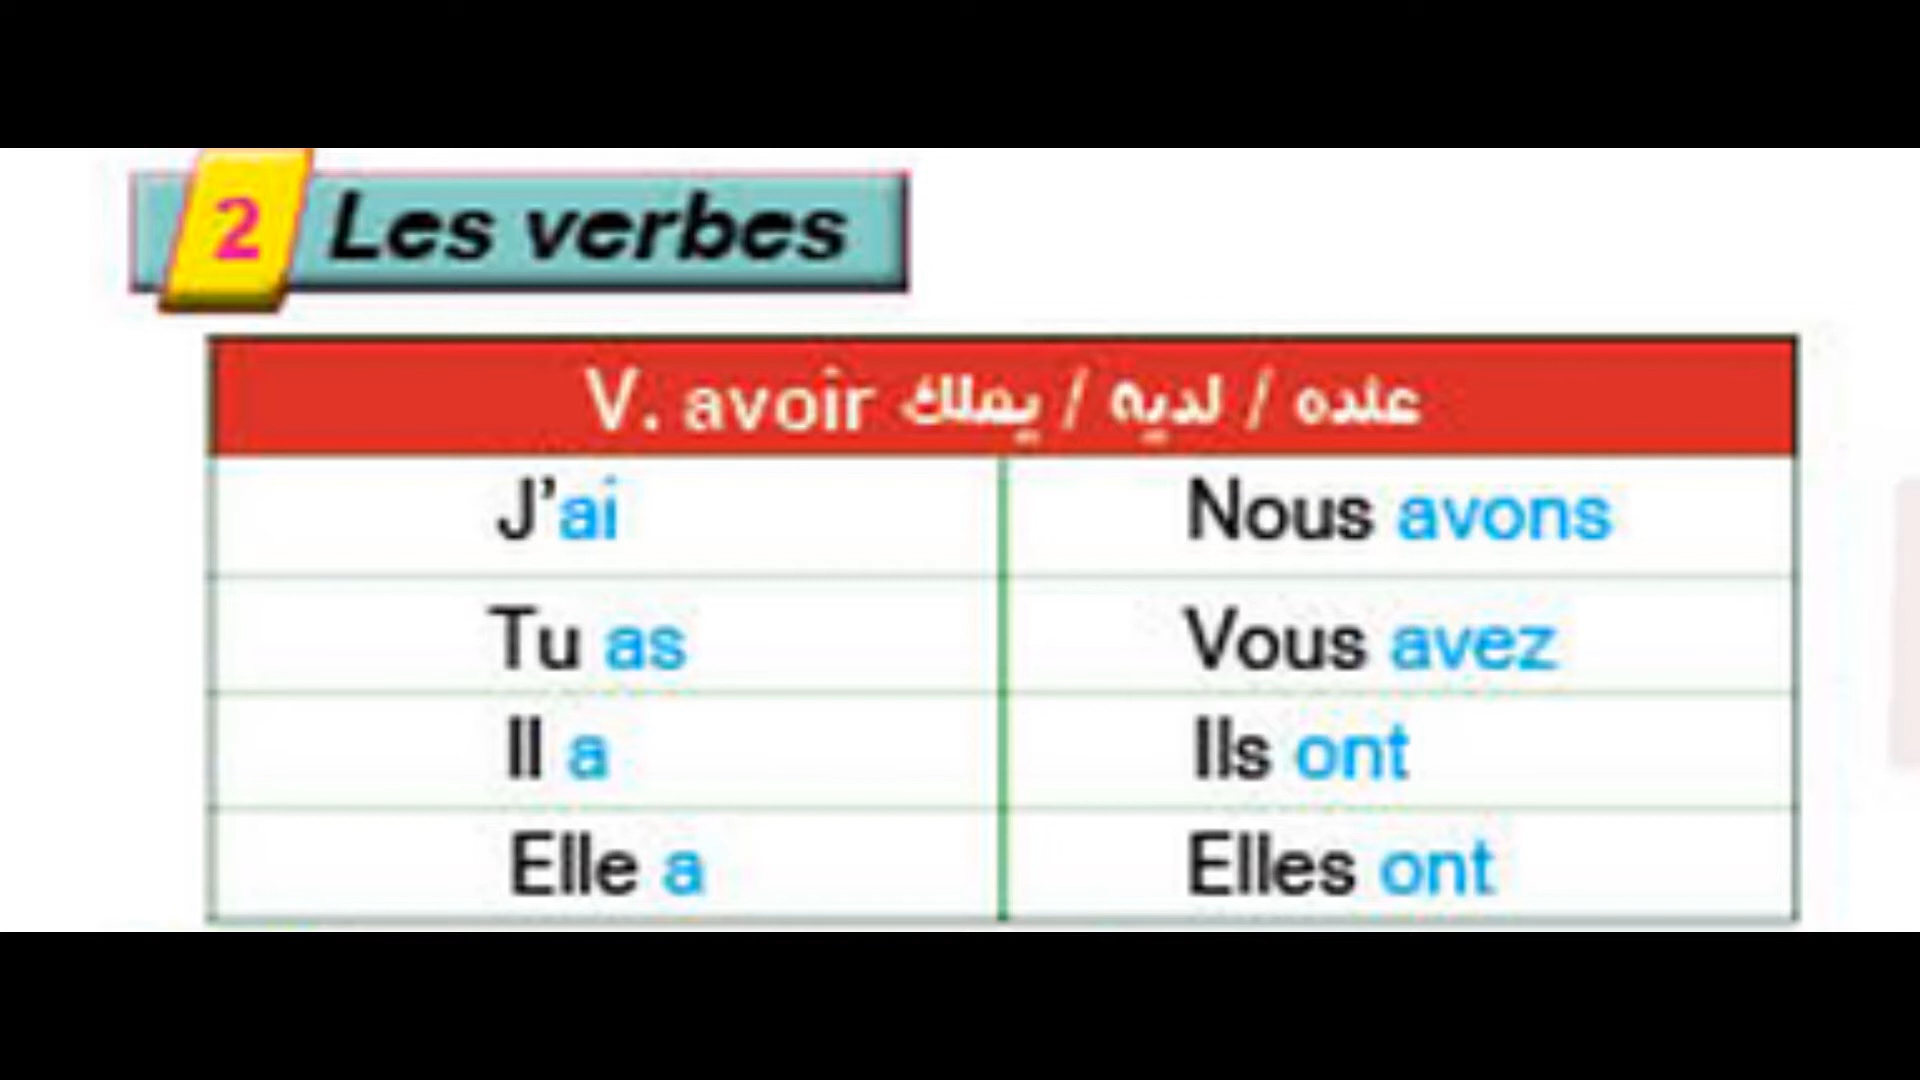 2 Les verbes
V. avoir يملك / لديه / عنده
J'ai Nous avons
Tu as Vous avez
Il a Ils ont
Elle a Elles ont